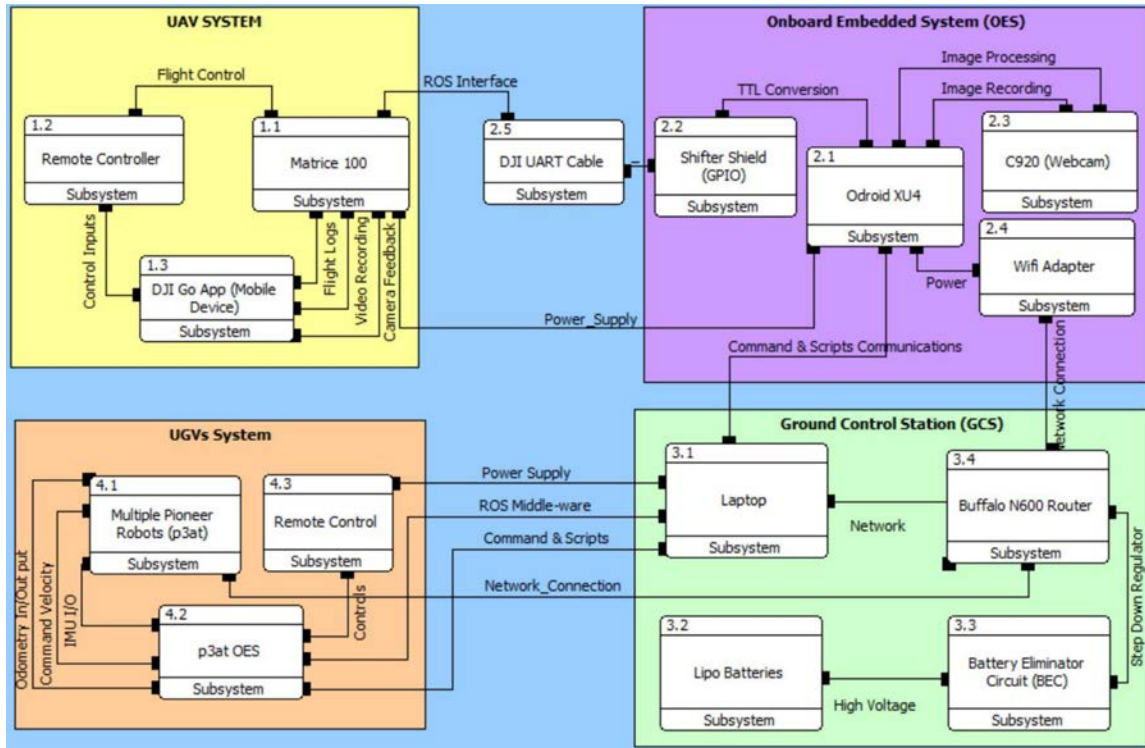 UAV SYSTEM
Flight Control
1.2
Remote Controller
Subsystem
1.1
Matrice 100
Subsystem
Control Inputs
Flight Logs
Video Recording
Camera Feedback
1.3
DJI Go App (Mobile
Device)
Subsystem
ROS Interface
2.5
DJI UART Cable
Subsystem
Power_Supply
Onboard Embedded System (OES)
Image Processing
TTL Conversion
Image Recording
2.2
Shifter Shield
(GPIO)
Subsystem
2.1
Odroid XU4
Subsystem
2.3
C920 (Webcam)
Subsystem
2.4
Wifi Adapter
Subsystem
Power
Command & Scripts Communications
Network Connection
UGVs System
4.1
Multiple Pioneer
Robots (p3at)
Subsystem
4.3
Remote Control
Subsystem
Odometry In/Out put
Command Velocity
IMU I/O
Controls
4.2
p3at OES
Subsystem
Power Supply
ROS Middle-ware
Command & Scripts
Network_Connection
Ground Control Station (GCS)
3.1
Laptop
Subsystem
3.4
Buffalo N600 Router
Subsystem
Network
Step Down Regulator
3.2
Lipo Batteries
Subsystem
3.3
Battery Eliminator
Circuit (BEC)
Subsystem
High Voltage